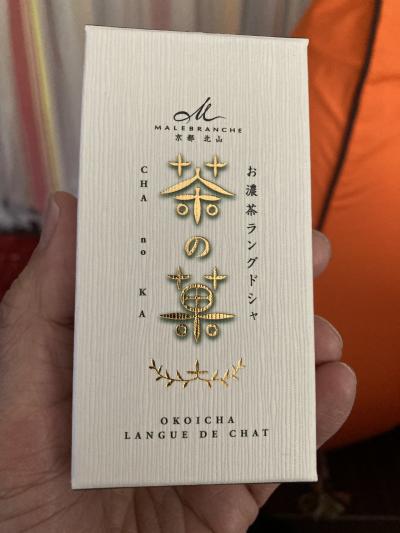 M
MALEBRANCHE
京都 北山
お濃茶ラングドシャ
茶の菓
CHA no KA
OKOICHA
LANGUE DE CHAT